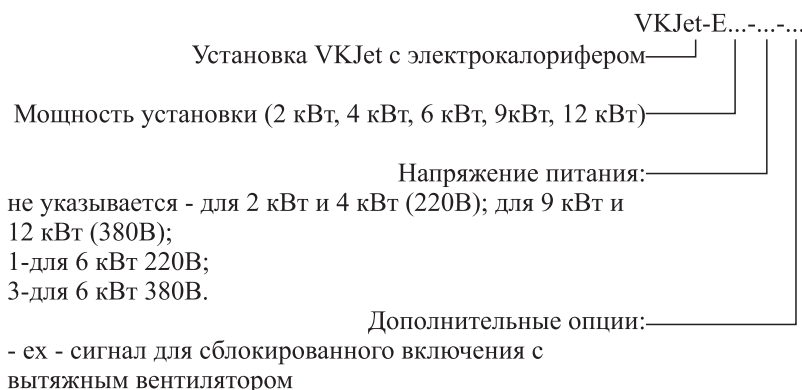 VKJet-E...-...-...
Установка VKJet с электрокалорифером
Мощность установки (2 кВт, 4 кВт, 6 кВт, 9кВт, 12 кВт)
Напряжение питания:
не указывается - для 2 кВт и 4 кВт (220В); для 9 кВт и
12 кВт (380В);
1-для 6 кВт 220В;
3-для 6 кВт 380В.
Дополнительные опции:
- ex - сигнал для сблокированного включения с
вытяжным вентилятором